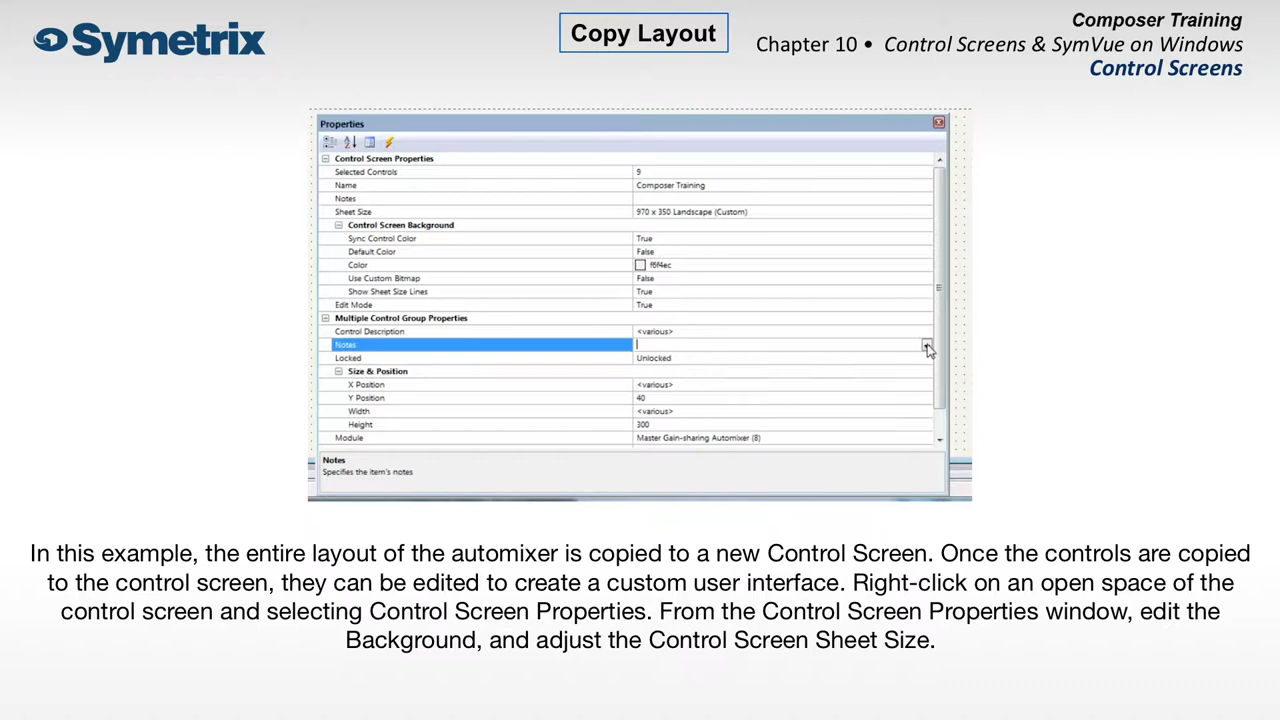 Symetrix
Copy Layout
Composer Training
Chapter 10 • Control Screens & SymVue on Windows
Control Screens
Properties
Control Screen Properties
Selected Controls 9
Name Composer Training
Notes
Sheet Size 970 x 350 Landscape (Custom)
Control Screen Background
Sync Control Color True
Default Color False
Color f6f4ec
Use Custom Bitmap False
Show Sheet Size Lines True
Edit Mode True
Multiple Control Group Properties
Control Description <various>
Notes
Locked Unlocked
Size & Position
X Position <various>
Y Position 40
Width <various>
Height 300
Module Master Gain-sharing Automixer (8)
Notes
Specifies the item's notes
In this example, the entire layout of the automixer is copied to a new Control Screen. Once the controls are copied
to the control screen, they can be edited to create a custom user interface. Right-click on an open space of the
control screen and selecting Control Screen Properties. From the Control Screen Properties window, edit the
Background, and adjust the Control Screen Sheet Size.